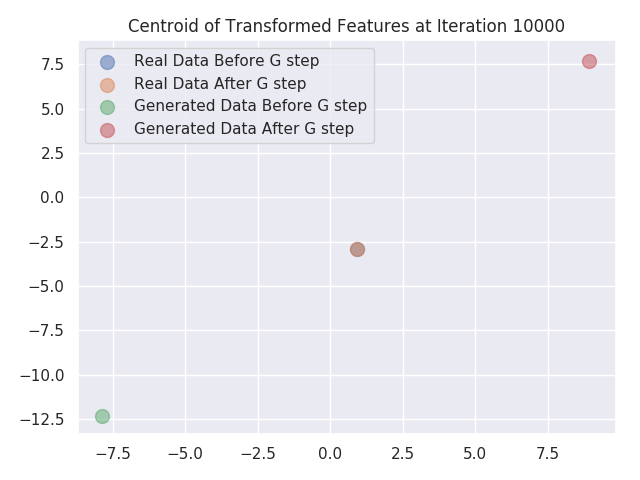 Centroid of Transformed Features at Iteration 10000
Real Data Before G step
Real Data After G step
Generated Data Before G step
Generated Data After G step
7.5
5.0
2.5
0.0
−2.5
−5.0
−7.5
−10.0
−12.5
−7.5 −5.0 −2.5 0.0 2.5 5.0 7.5